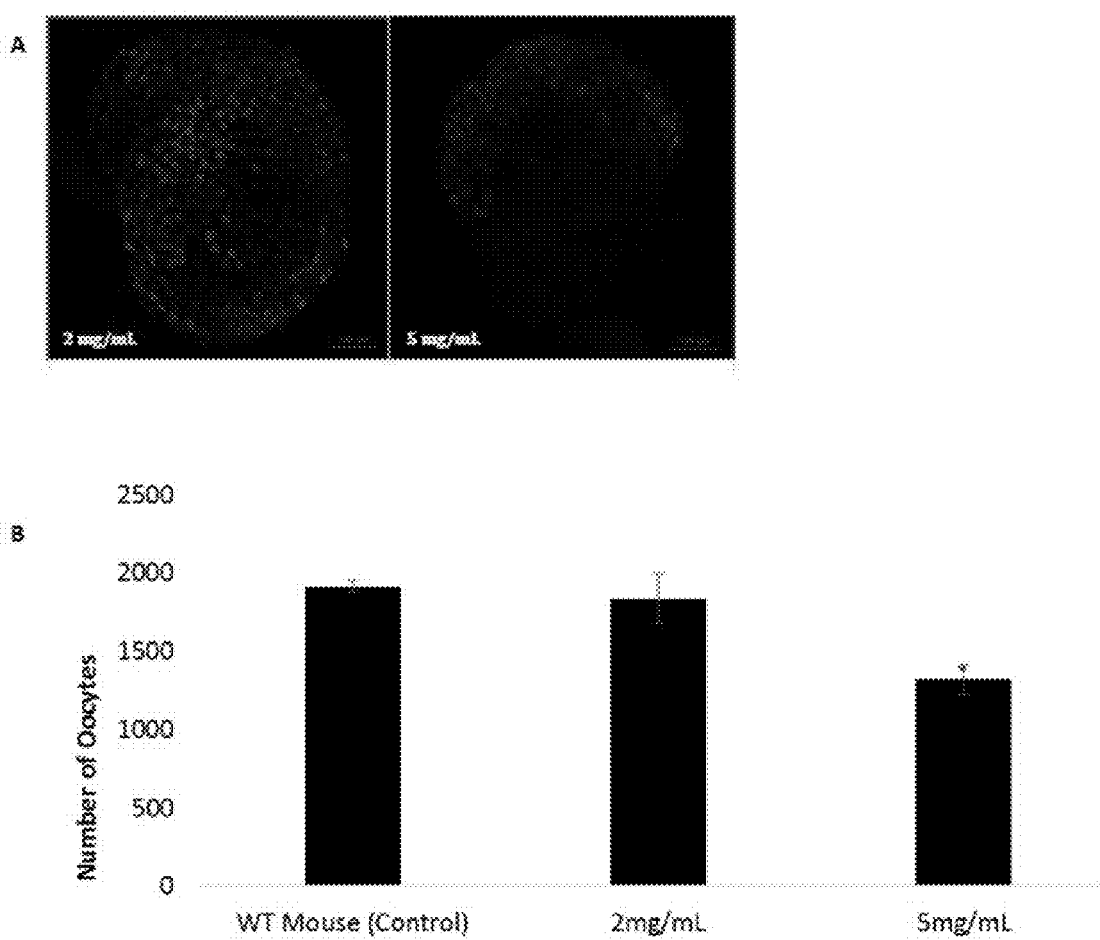 A
2 mg/mL
5 mg/mL
B
Number of Oocytes
2500
2000
1500
1000
500
0
WT Mouse (Control)
2mg/mL
5mg/mL